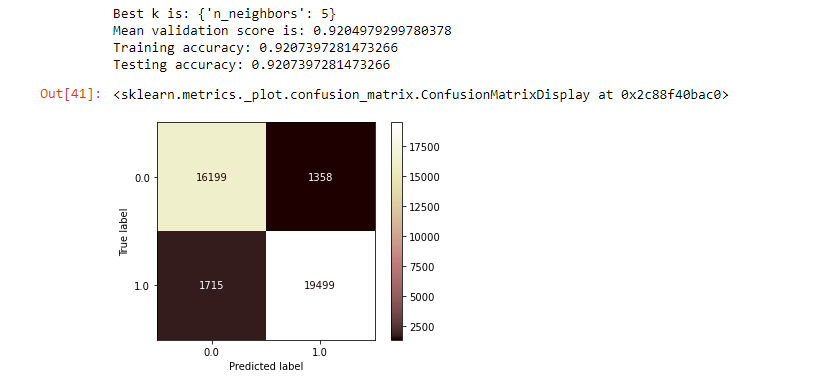 Best k is: {'n_neighbors': 5}
Mean validation score is: 0.9204979299780378
Training accuracy: 0.9207397281473266
Testing accuracy: 0.9207397281473266
Out[41]: <sklearn.metrics._plot.confusion_matrix.ConfusionMatrixDisplay at 0x2c88f40bac0>
17500
0.0 16199 1358
15000
12500
True label
10000
7500
1.0 1715 19499
5000
2500
0.0 1.0
Predicted label